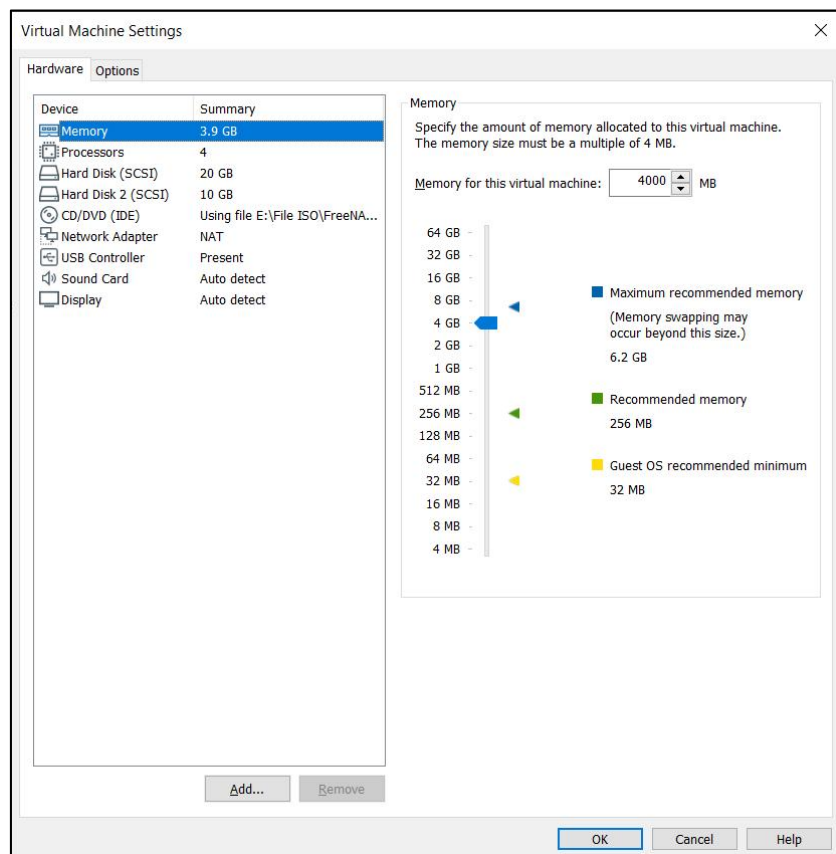 Virtual Machine Settings
Hardware Options
Device Summary
Memory 3.9 GB
Processors 4
Hard Disk (SCSI) 20 GB
Hard Disk 2 (SCSI) 10 GB
CD/DVD (IDE) Using file E:\File ISO\FreeNA...
Network Adapter NAT
USB Controller Present
Sound Card Auto detect
Display Auto detect
Add... Remove
Memory
Specify the amount of memory allocated to this virtual machine.
The memory size must be a multiple of 4 MB.
Memory for this virtual machine: 4000 MB
64 GB
32 GB
16 GB
8 GB
4 GB
2 GB
1 GB
512 MB
256 MB
128 MB
64 MB
32 MB
16 MB
8 MB
4 MB
Maximum recommended memory
(Memory swapping may
occur beyond this size.)
6.2 GB
Recommended memory
256 MB
Guest OS recommended minimum
32 MB
OK Cancel Help